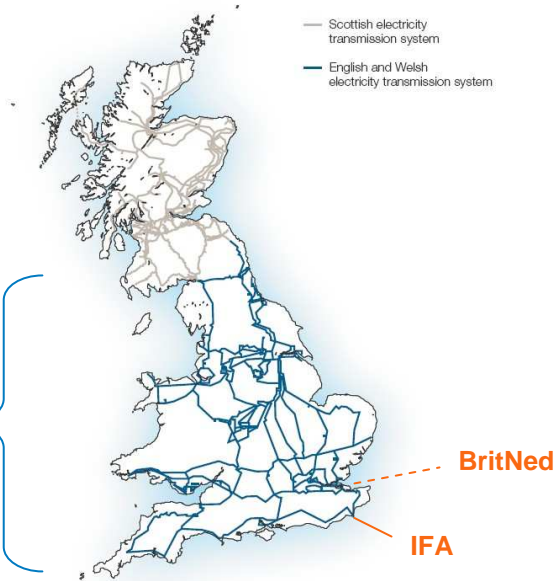 Scottish electricity
transmission system
English and Welsh
electricity transmission system
BritNed
IFA